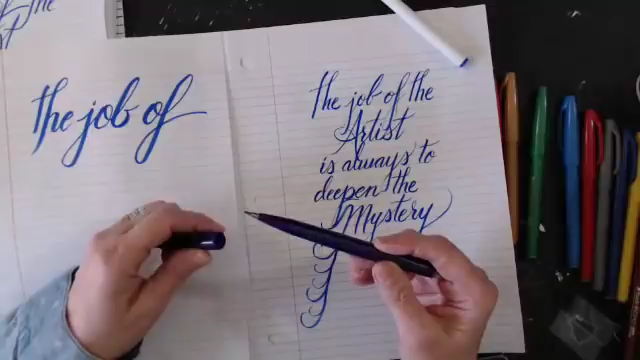 the job of
the job of the
Artist
is always to
deepen the
Mystery